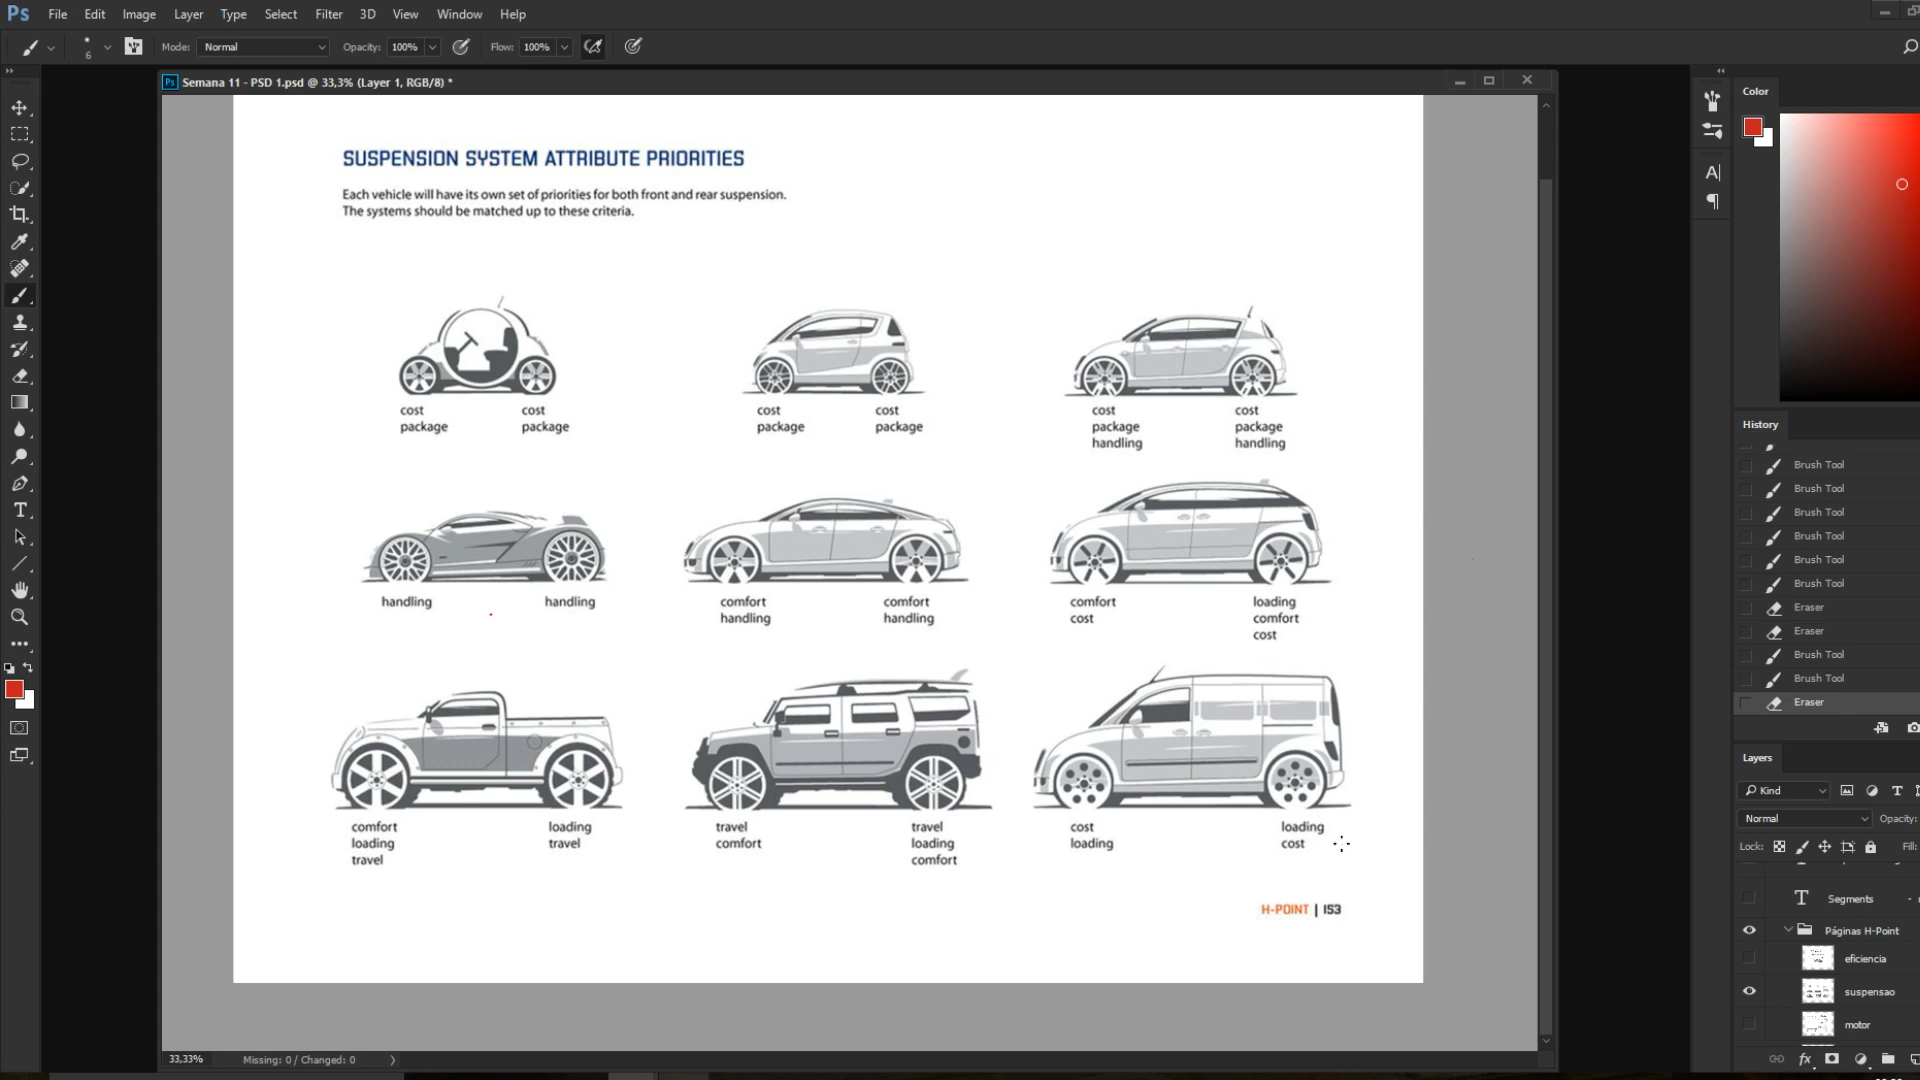 Ps File Edit Image Layer Type Select Filter 3D View Window Help
6 Mode: Normal Opacity: 100% Flow: 100%
Ps Semana 11 - PSD 1.psd @ 33,3% (Layer 1, RGB/8) *
SUSPENSION SYSTEM ATTRIBUTE PRIORITIES
Each vehicle will have its own set of priorities for both front and rear suspension.
The systems should be matched up to these criteria.
cost cost cost cost cost cost
package package package package package package
handling handling
handling handling comfort comfort comfort loading
handling handling cost comfort
cost
comfort loading travel travel cost loading
loading travel comfort loading loading cost
travel comfort
H-POINT | 153
33,33% Missing: 0 / Changed: 0
Color
History
Brush Tool
Brush Tool
Brush Tool
Brush Tool
Brush Tool
Brush Tool
Eraser
Eraser
Brush Tool
Brush Tool
Eraser
Layers
Kind
Normal Opacity:
Lock: Fill:
Segments
Páginas H-Point
eficiencia
suspensao
motor
fx